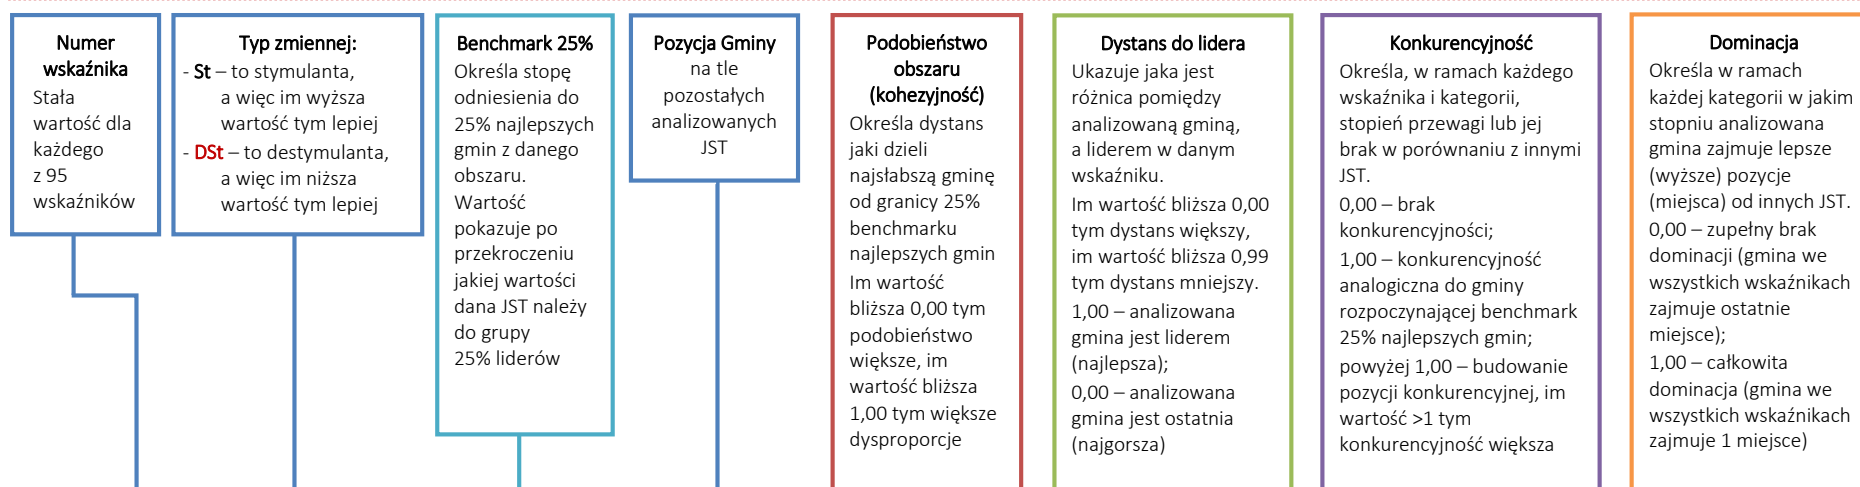 Numer
wskaźnika
Stała
wartość dla
każdego
z 95
wskaźników
Typ zmiennej:
- St – to stymulanta,
a więc im wyższa
wartość tym lepiej
- DSt – to destymulanta,
a więc im niższa
wartość tym lepiej
Benchmark 25%
Określa stopę
odniesienia do
25% najlepszych
gmin z danego
obszaru.
Wartość
pokazuje po
przekroczeniu
jakiej wartości
dana JST należy
do grupy
25% liderów
Pozycja Gminy
na tle
pozostałych
analizowanych
JST
Podobieństwo
obszaru
(kohezyjność)
Określa dystans
jaki dzieli
najsłabszą gminę
od granicy 25%
benchmarku
najlepszych gmin
Im wartość
bliższa 0,00 tym
podobieństwo
większe, im
wartość bliższa
1,00 tym większe
dysproporcje
Dystans do lidera
Ukazuje jaka jest
różnica pomiędzy
analizowaną gminą,
a liderem w danym
wskaźniku.
Im wartość bliższa 0,00
tym dystans większy,
im wartość bliższa 0,99
tym dystans mniejszy.
1,00 – analizowana
gmina jest liderem
(najlepsza);
0,00 – analizowana
gmina jest ostatnia
(najgorsza)
Konkurencyjność
Określa, w ramach każdego
wskaźnika i kategorii,
stopień przewagi lub jej
brak w porównaniu z innymi
JST.
0,00 – brak
konkurencyjności;
1,00 – konkurencyjność
analogiczna do gminy
rozpoczynającej benchmark
25% najlepszych gmin;
powyżej 1,00 – budowanie
pozycji konkurencyjnej, im
wartość >1 tym
konkurencyjność większa
Dominacja
Określa w ramach
każdej kategorii w jakim
stopniu analizowana
gmina zajmuje lepsze
(wyższe) pozycje
(miejsca) od innych JST.
0,00 – zupełny brak
dominacji (gmina we
wszystkich wskaźnikach
zajmuje ostatnie
miejsce);
1,00 – całkowita
dominacja (gmina we
wszystkich wskaźnikach
zajmuje 1 miejsce)